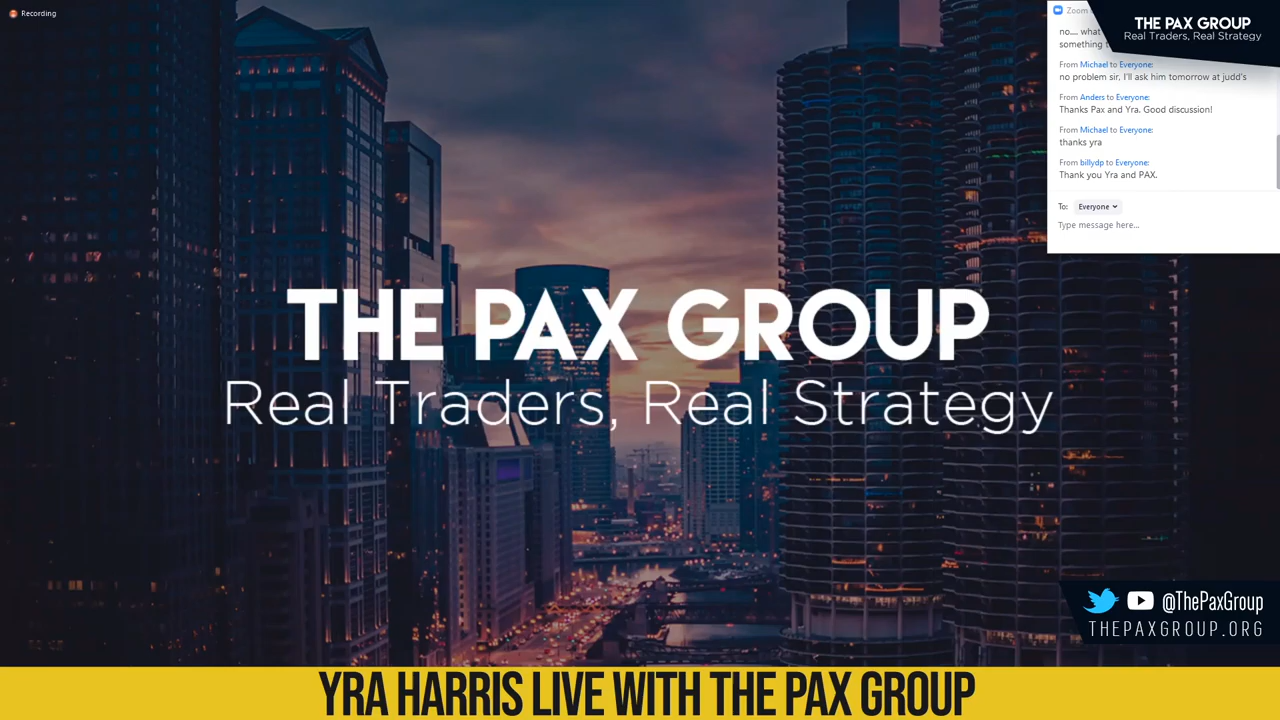 Recording
Zoom
THE PAX GROUP
Real Traders, Real Strategy
no.... what
something
From Michael to Everyone:
no problem sir, I'll ask him tomorrow at judd's
From Anders to Everyone:
Thanks Pax and Yra. Good discussion!
From Michael to Everyone:
thanks yra
From billydp to Everyone:
Thank you Yra and PAX.
To: Everyone
Type message here...
THE PAX GROUP
Real Traders, Real Strategy
@ThePaxGroup
THEPAXGROUP.ORG
YRA HARRIS LIVE WITH THE PAX GROUP